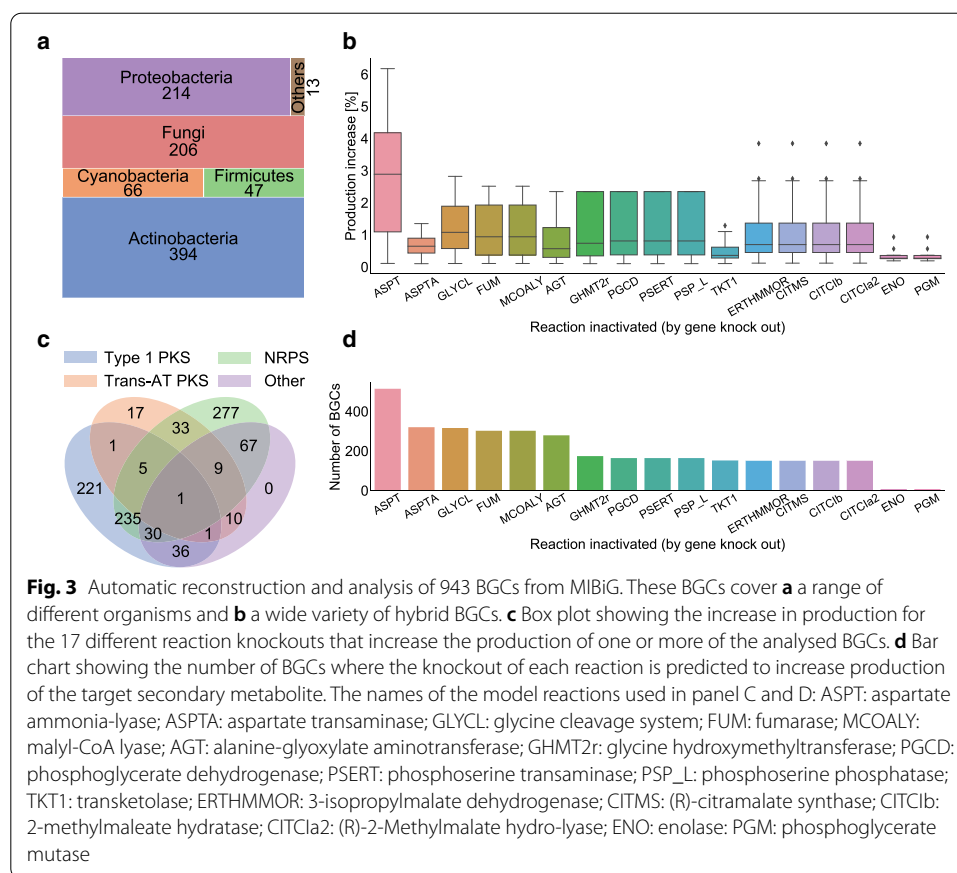 a
Proteobacteria
214
Others
13
Fungi
206
Cyanobacteria
66
Firmicutes
47
Actinobacteria
394
b
Production increase [%]
6
5
4
3
2
1
0
ASPT
ASPTA
GLYCL
FUM
MCOALY
AGT
GHMT2r
PGCD
PSERT
PSP_L
TKT1
ERTHMMOR
CITMS
CITCIb
CITCIa2
ENO
PGM
Reaction inactivated (by gene knock out)
c
Type 1 PKS
NRPS
Trans-AT PKS
Other
17
277
1
33
67
221
5
9
0
1
235
10
30
1
36
d
Number of BGCs
400
200
0
ASPT
ASPTA
GLYCL
FUM
MCOALY
AGT
GHMT2r
PGCD
PSERT
PSP_L
TKT1
ERTHMMOR
CITMS
CITCIb
CITCIa2
ENO
PGM
Reaction inactivated (by gene knock out)
Fig. 3 Automatic reconstruction and analysis of 943 BGCs from MIBiG. These BGCs cover a a range of
different organisms and b a wide variety of hybrid BGCs. c Box plot showing the increase in production for
the 17 different reaction knockouts that increase the production of one or more of the analysed BGCs. d Bar
chart showing the number of BGCs where the knockout of each reaction is predicted to increase production
of the target secondary metabolite. The names of the model reactions used in panel C and D: ASPT: aspartate
ammonia-lyase; ASPTA: aspartate transaminase; GLYCL: glycine cleavage system; FUM: fumarase; MCOALY:
malyl-CoA lyase; AGT: alanine-glyoxylate aminotransferase; GHMT2r: glycine hydroxymethyltransferase; PGCD:
phosphoglycerate dehydrogenase; PSERT: phosphoserine transaminase; PSP_L: phosphoserine phosphatase;
TKT1: transketolase; ERTHMMOR: 3-isopropylmalate dehydrogenase; CITMS: (R)-citramalate synthase; CITCIb:
2-methylmaleate hydratase; CITCIa2: (R)-2-Methylmalate hydro-lyase; ENO: enolase: PGM: phosphoglycerate
mutase